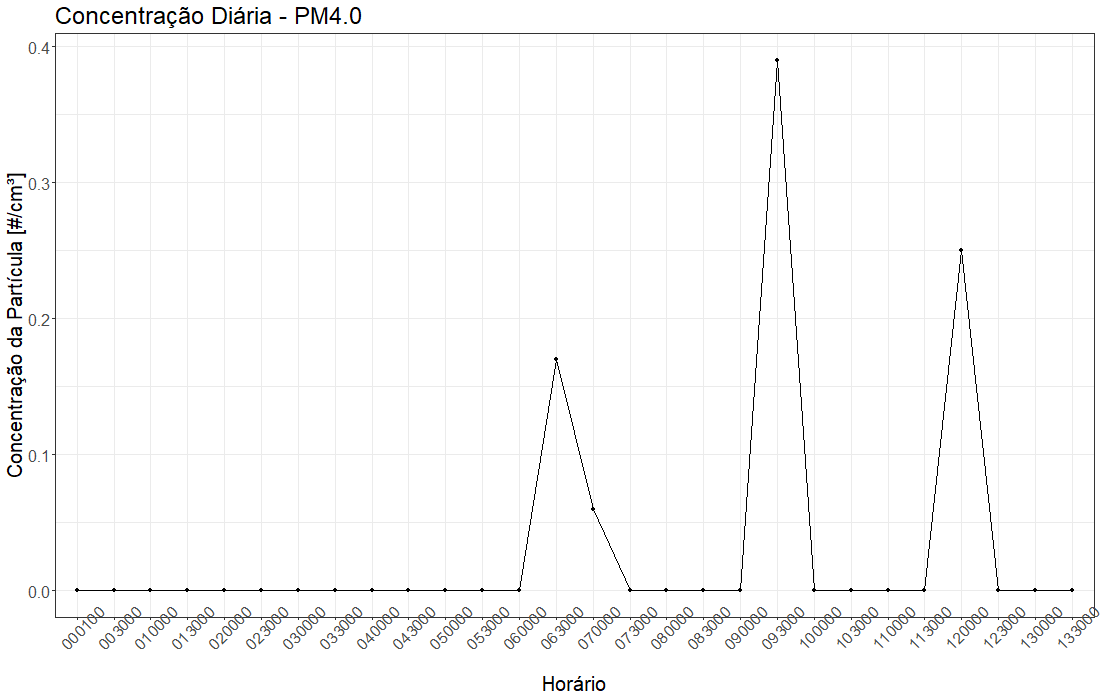 Concentração Diária - PM4.0
Concentração da Partícula [#/cm³]
0.4
0.3
0.2
0.1
0.0
000100 003000 010000 013000 020000 023000 030000 033000 040000 043000 050000 053000 060000 063000 070000 073000 080000 083000 090000 093000 100000 103000 110000 113000 120000 123000 130000 133000
Horário